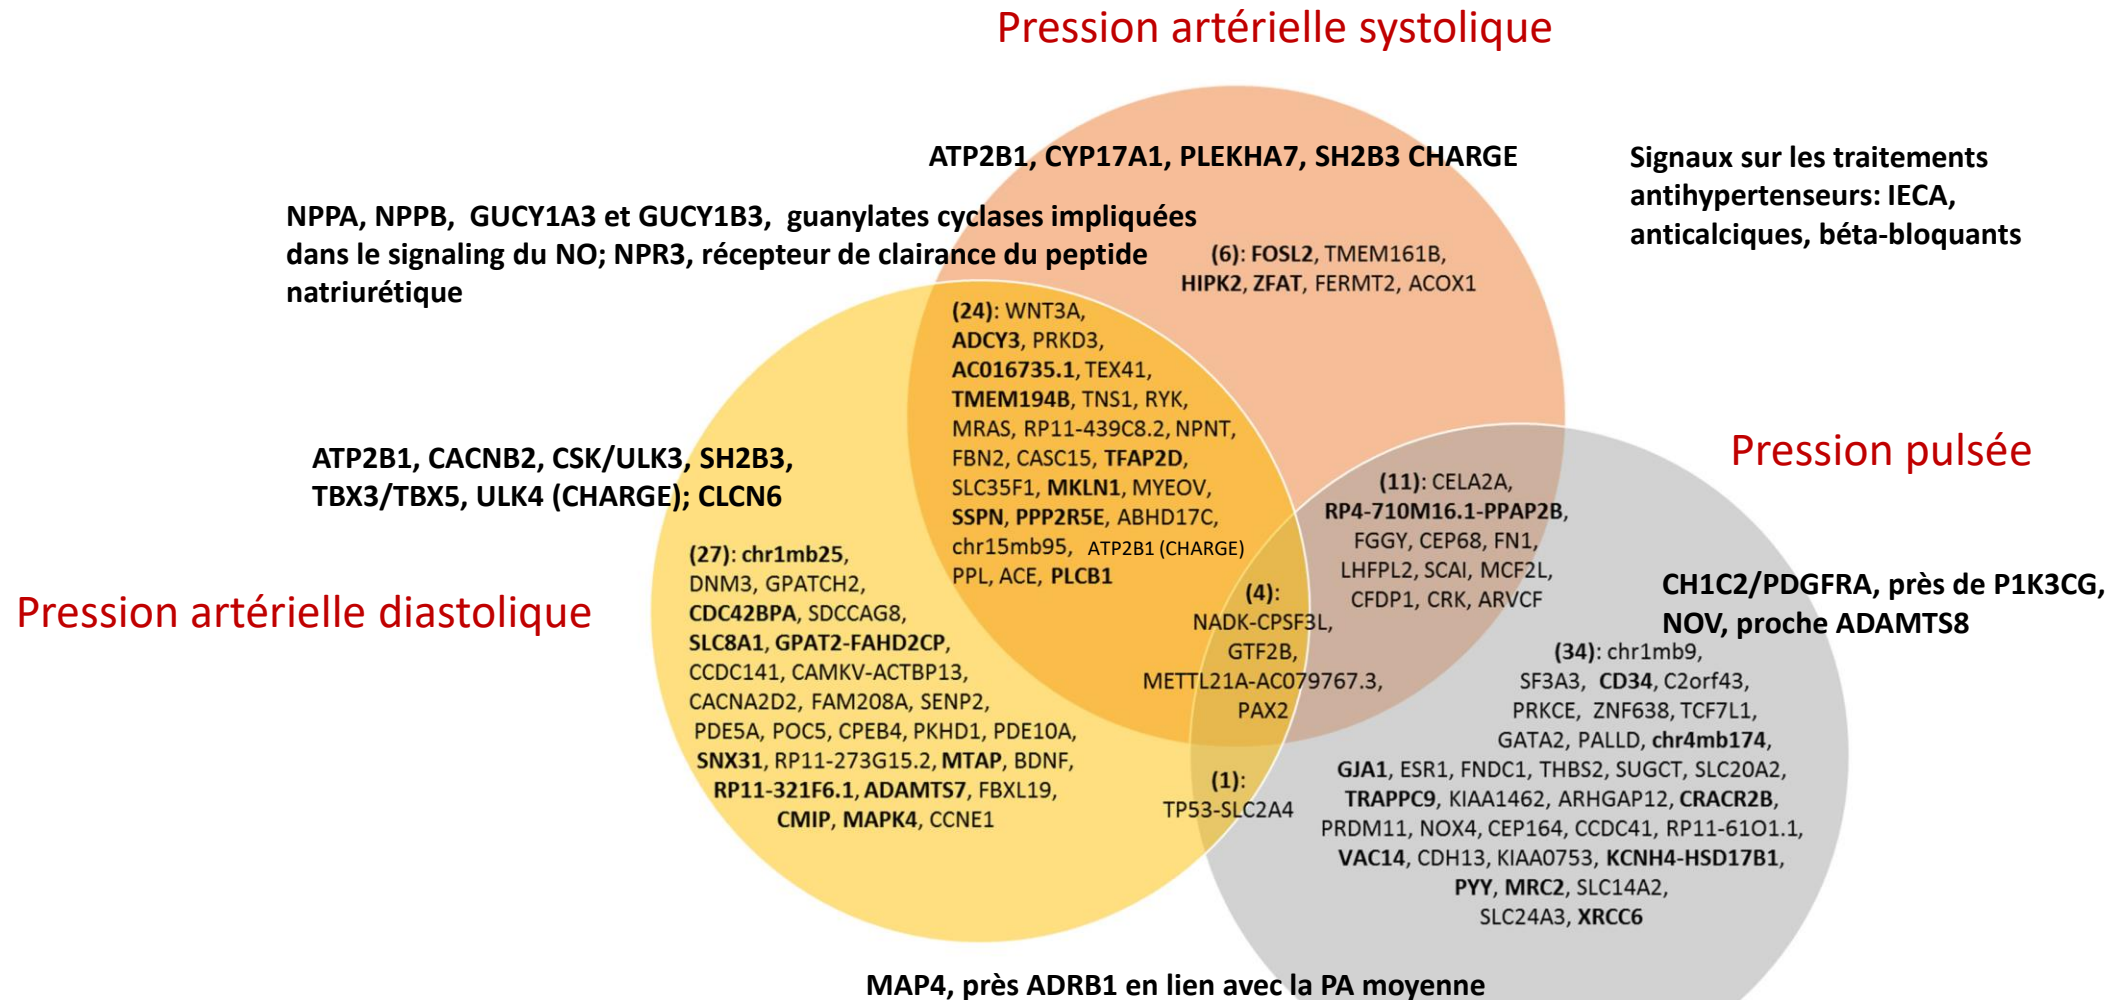 Pression artérielle systolique
ATP2B1, CYP17A1, PLEKHA7, SH2B3 CHARGE
Signaux sur les traitements
antihypertenseurs: IECA,
anticalciques, béta-bloquants
NPPA, NPPB, GUCY1A3 et GUCY1B3, guanylates cyclases impliquées
dans le signaling du NO; NPR3, récepteur de clairance du peptide
natriurétique
(6): FOSL2, TMEM161B,
HIPK2, ZFAT, FERMT2, ACOX1
(24): WNT3A,
ADCY3, PRKD3,
AC016735.1, TEX41,
TMEM194B, TNS1, RYK,
MRAS, RP11-439C8.2, NPNT,
FBN2, CASC15, TFAP2D,
SLC35F1, MKLN1, MYEOV,
SSPN, PPP2R5E, ABHD17C,
chr15mb95, ATP2B1 (CHARGE)
PPL, ACE, PLCB1
ATP2B1, CACNB2, CSK/ULK3, SH2B3,
TBX3/TBX5, ULK4 (CHARGE); CLCN6
Pression pulsée
(11): CELA2A,
RP4-710M16.1-PPAP2B,
FGGY, CEP68, FN1,
LHFPL2, SCAI, MCF2L,
CFDP1, CRK, ARVCF
Pression artérielle diastolique
(27): chr1mb25,
DNM3, GPATCH2,
CDC42BPA, SDCCAG8,
SLC8A1, GPAT2-FAHD2CP,
CCDC141, CAMKV-ACTBP13,
CACNA2D2, FAM208A, SENP2,
PDE5A, POC5, CPEB4, PKHD1, PDE10A,
SNX31, RP11-273G15.2, MTAP, BDNF,
RP11-321F6.1, ADAMTS7, FBXL19,
CMIP, MAPK4, CCNE1
(4):
NADK-CPSF3L,
GTF2B,
METTL21A-AC079767.3,
PAX2
(1):
TP53-SLC2A4
CH1C2/PDGFRA, près de P1K3CG,
NOV, proche ADAMTS8
(34): chr1mb9,
SF3A3, CD34, C2orf43,
PRKCE, ZNF638, TCF7L1,
GATA2, PALLD, chr4mb174,
GJA1, ESR1, FNDC1, THBS2, SUGCT, SLC20A2,
TRAPPC9, KIAA1462, ARHGAP12, CRACR2B,
PRDM11, NOX4, CEP164, CCDC41, RP11-61O1.1,
VAC14, CDH13, KIAA0753, KCNH4-HSD17B1,
PYY, MRC2, SLC14A2,
SLC24A3, XRCC6
MAP4, près ADRB1 en lien avec la PA moyenne